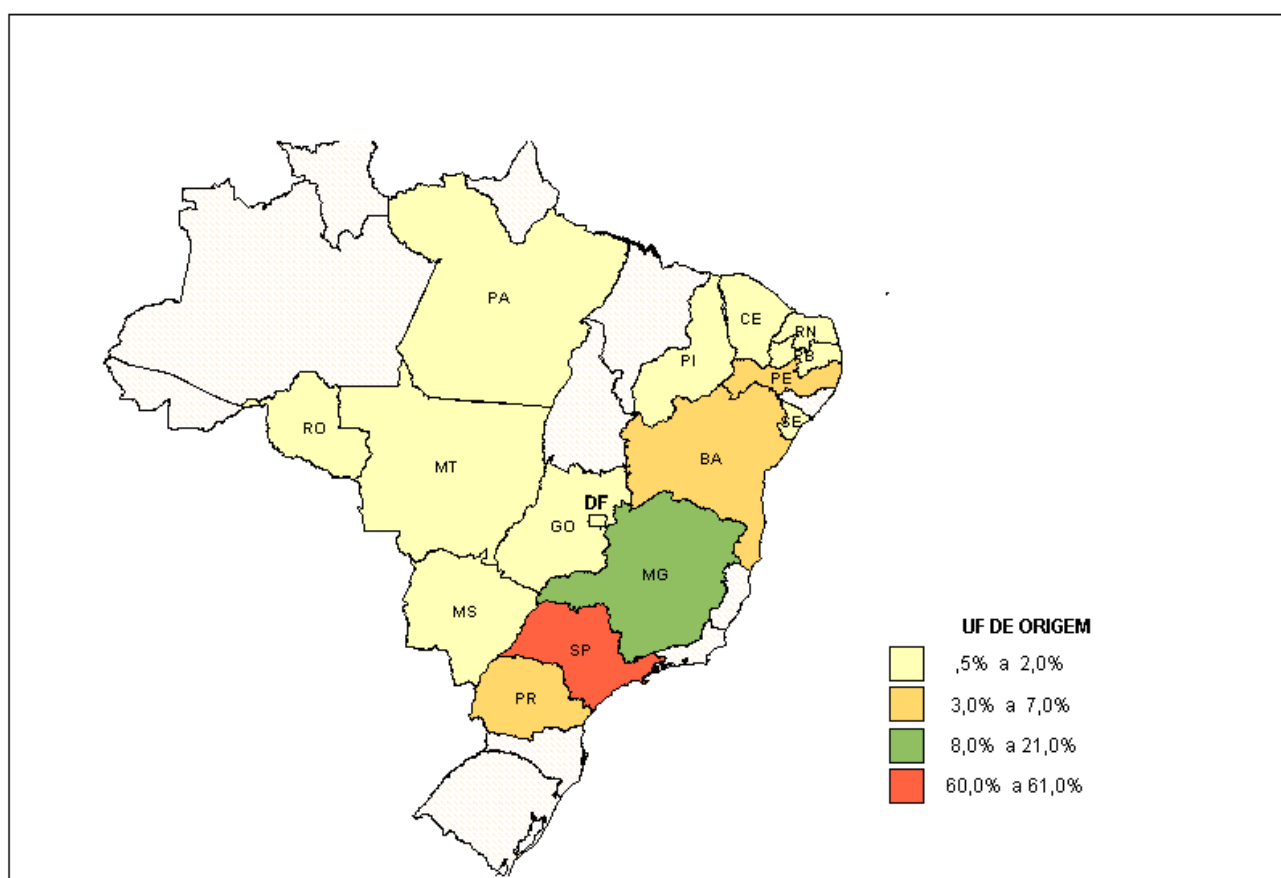 PA
CE
RN
PB
PI
PE
SE
RO
MT
BA
DF
GO
MG
MS
SP
PR
UF DE ORIGEM
,5% a 2,0%
3,0% a 7,0%
8,0% a 21,0%
60,0% a 61,0%